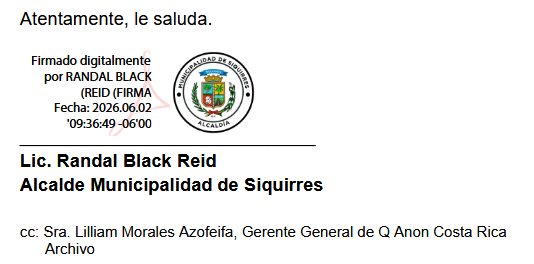 Atentamente, le saluda.
Firmado digitalmente
por RANDAL BLACK
(REID (FIRMA
Fecha: 2026.06.02
'09:36:49 -06'00
MUNICIPALIDAD DE SIQUIRRES
ALCALDÍA
Lic. Randal Black Reid
Alcalde Municipalidad de Siquirres
cc: Sra. Lilliam Morales Azofeifa, Gerente General de Q Anon Costa Rica
Archivo